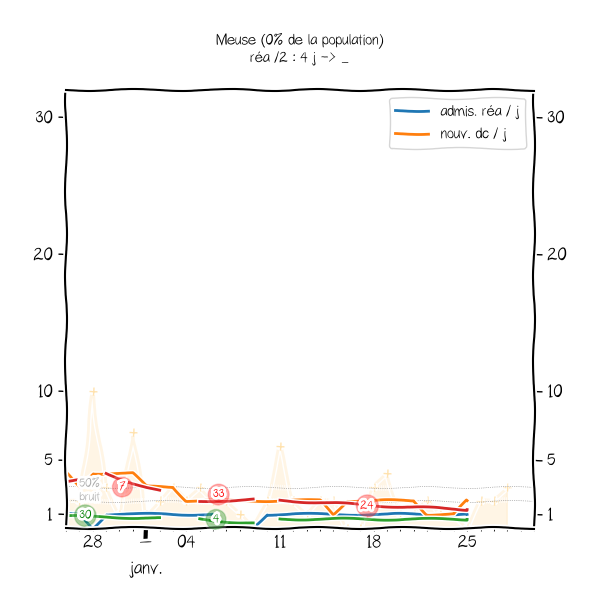 Meuse (0% de la population)
réa /2 : 4 j -> _
admis. réa / j
nouv. dc / j
30 30
20 20
10 10
5 5
1 1
50%
bruit
7
33
24
30
4
28 04 11 18 25
janv.